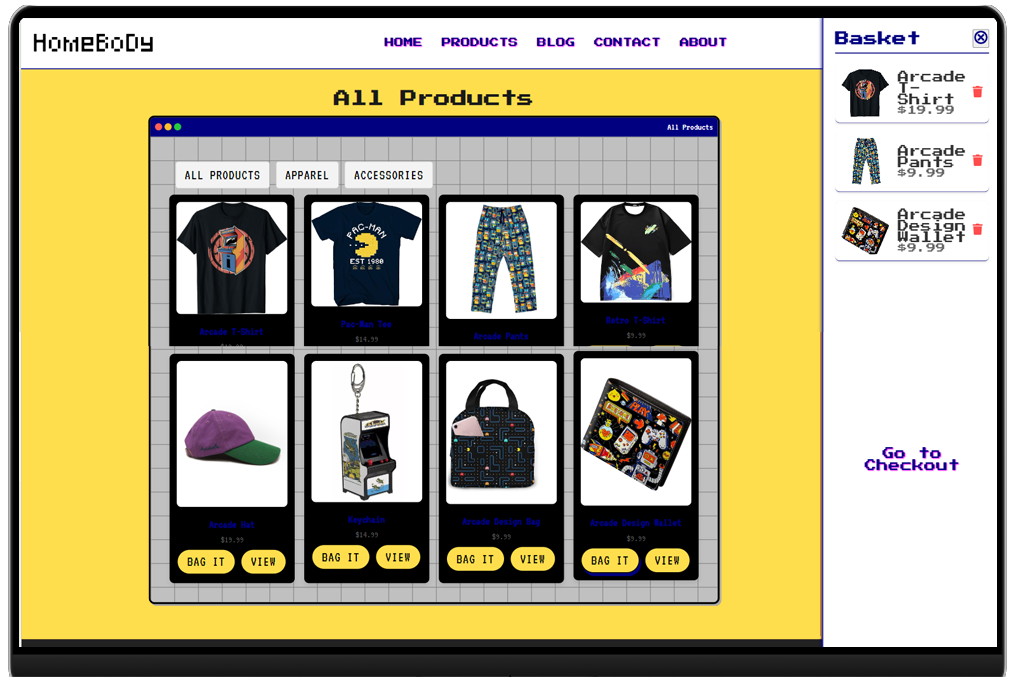 HomeBoDy
HOME PRODUCTS BLOG CONTACT ABOUT
All Products
All Products
ALL PRODUCTS APPAREL ACCESSORIES
PAC-MAN
EST 1980
Arcade T-Shirt
Pac-Man Tee
$14.99
Arcade Pants
Retro T-Shirt
$9.99
Arcade Hat
$19.99
BAG IT VIEW
Keychain
$14.99
BAG IT VIEW
Arcade Design Bag
$9.99
BAG IT VIEW
Arcade Design Wallet
$9.99
BAG IT VIEW
Basket
Arcade
T-
Shirt
$19.99
Arcade
Pants
$9.99
Arcade
Design
Wallet
$9.99
Go to
Checkout